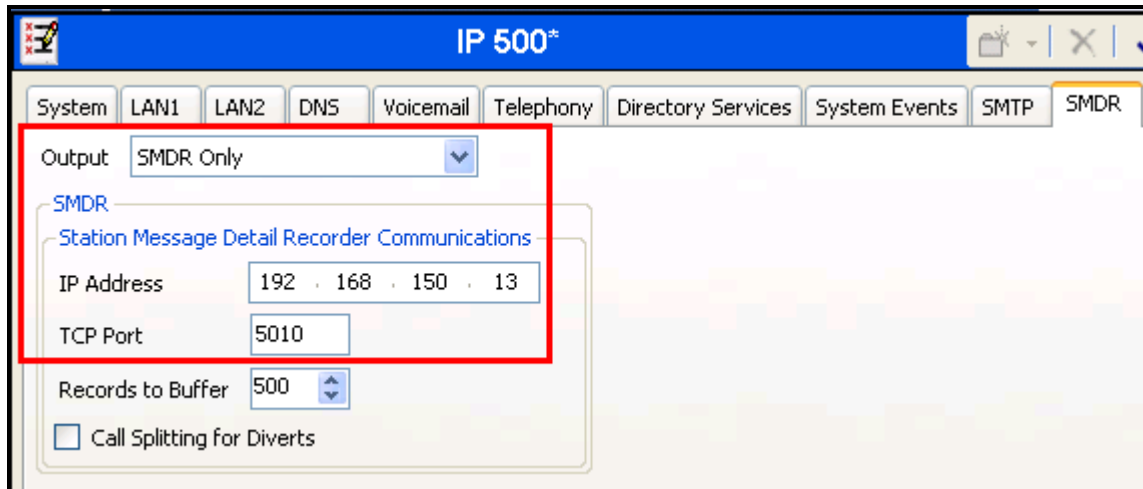 IP 500*
System LAN1 LAN2 DNS Voicemail Telephony Directory Services System Events SMTP SMDR
Output SMDR Only
SMDR
Station Message Detail Recorder Communications
IP Address 192 . 168 . 150 . 13
TCP Port 5010
Records to Buffer 500
Call Splitting for Diverts